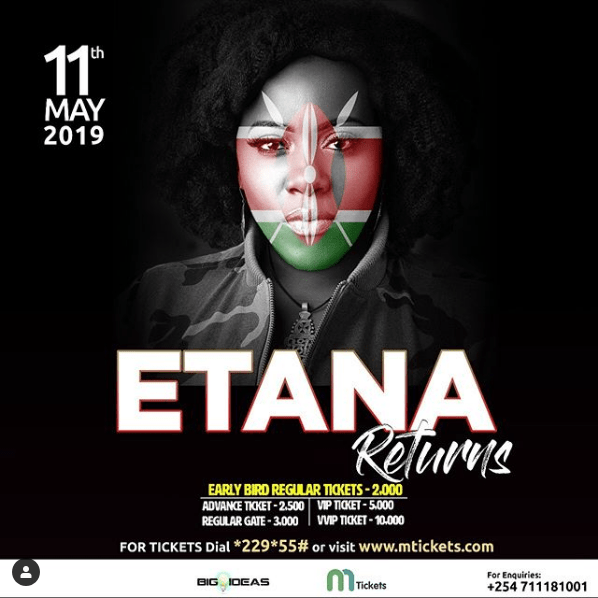 11th
MAY
2019
ETANA
Returns
EARLY BIRD REGULAR TICKETS - 2.000
ADVANCE TICKET - 2.500 VIP TICKET - 5.000
REGULAR GATE - 3.000 VVIP TICKET - 10.000
FOR TICKETS Dial *229*55# or visit www.mtickets.com
BIG IDEAS
M Tickets
For Enquiries:
+254 711181001